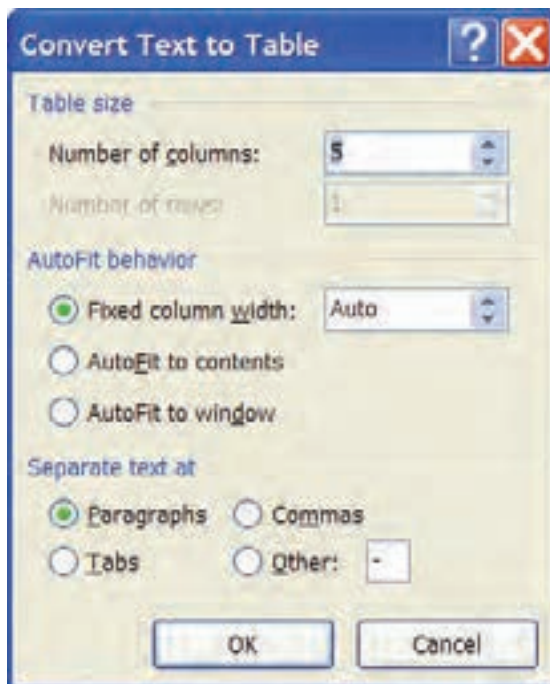 Convert Text to Table ?
Table size
Number of columns: 5
Number of rows: 1
AutoFit behavior
Fixed column width: Auto
AutoFit to contents
AutoFit to window
Separate text at
Paragraphs Commas
Tabs Other: -
OK Cancel